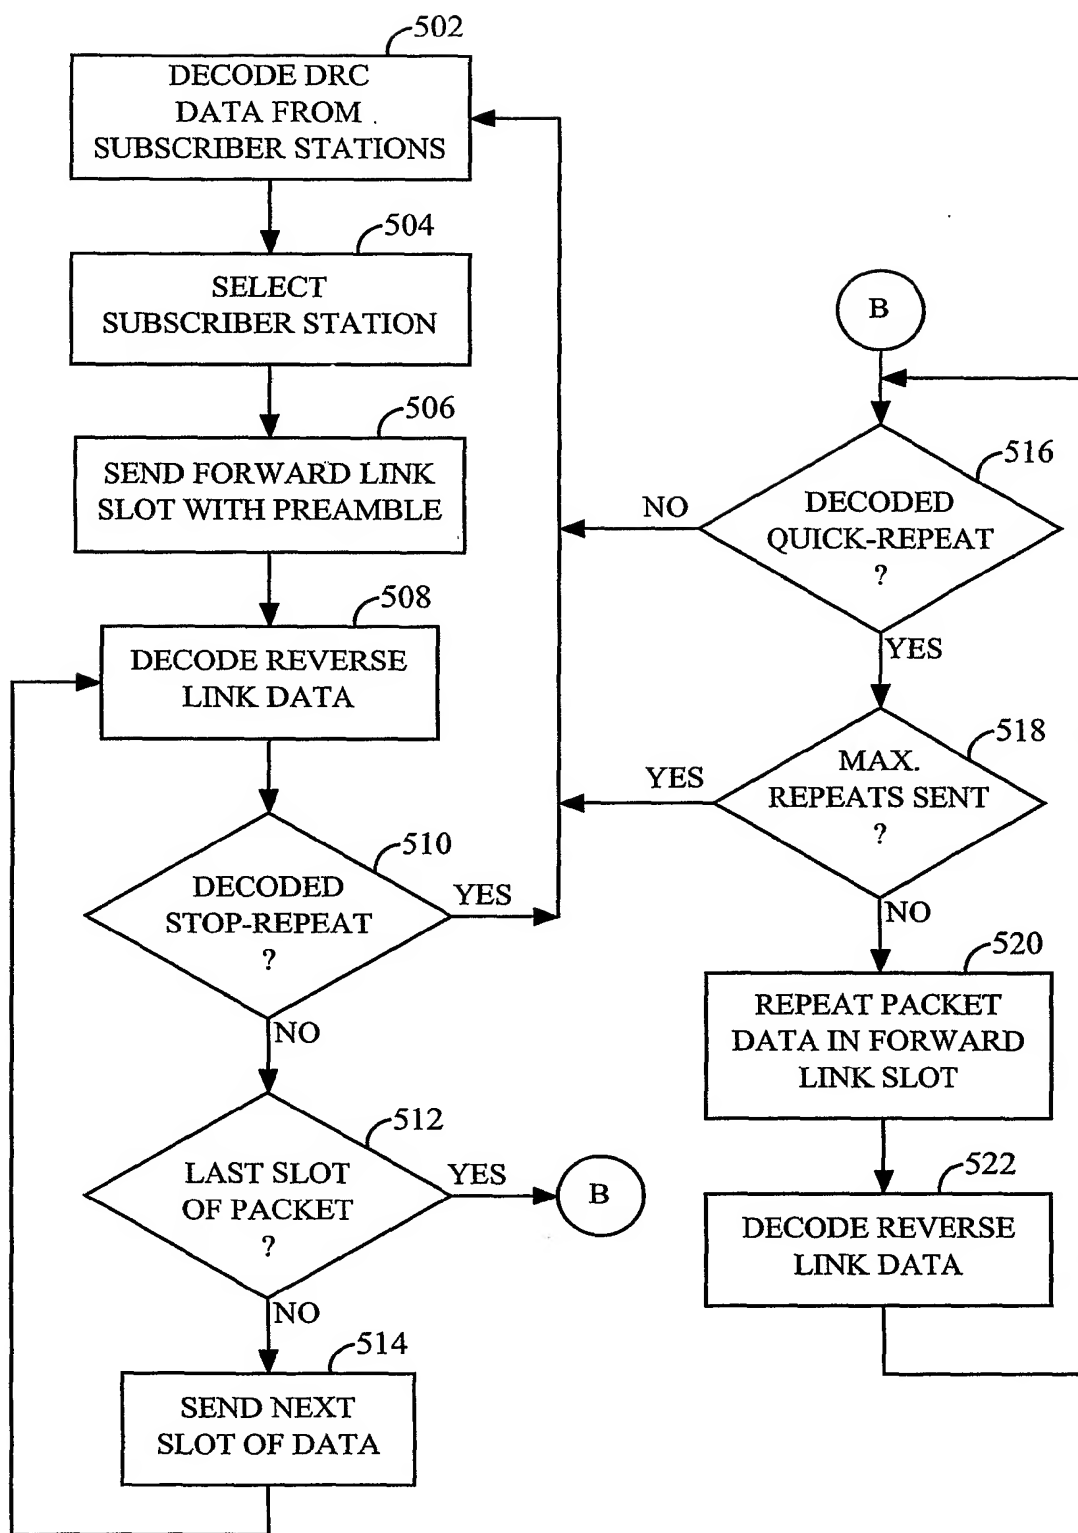 502
DECODE DRC
DATA FROM
SUBSCRIBER STATIONS
504
SELECT
SUBSCRIBER STATION
506
SEND FORWARD LINK
SLOT WITH PREAMBLE
508
DECODE REVERSE
LINK DATA
510
DECODED
STOP-REPEAT
?
YES
NO
512
LAST SLOT
OF PACKET
?
YES
B
NO
514
SEND NEXT
SLOT OF DATA
B
516
DECODED
QUICK-REPEAT
?
NO
YES
518
MAX.
REPEATS SENT
?
YES
NO
520
REPEAT PACKET
DATA IN FORWARD
LINK SLOT
522
DECODE REVERSE
LINK DATA